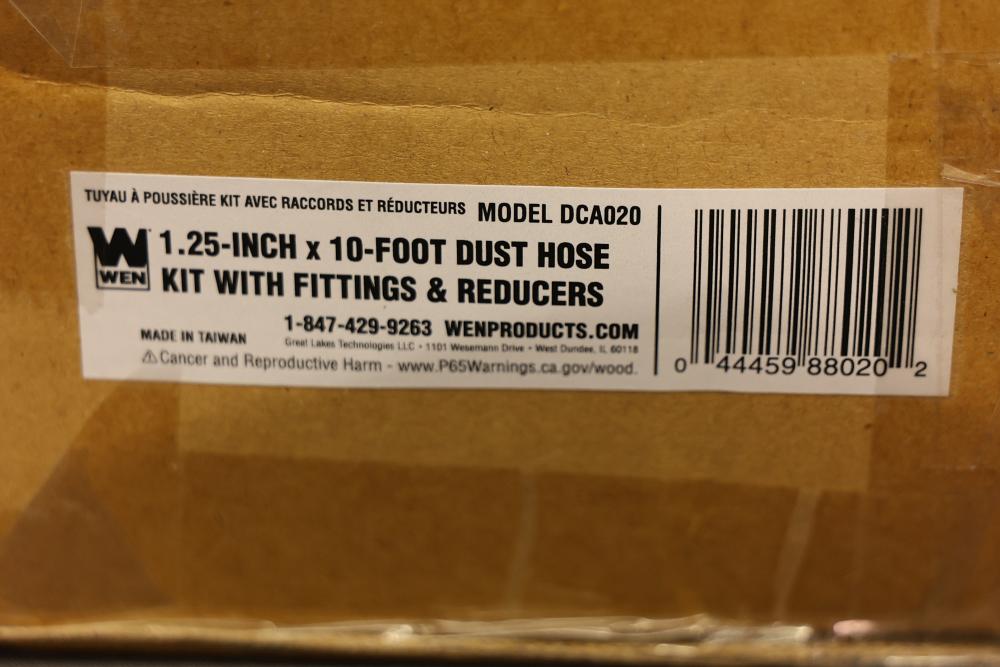 TUYAU À POUSSIÈRE KIT AVEC RACCORDS ET RÉDUCTEURS MODEL DCA020
WEN
1.25-INCH x 10-FOOT DUST HOSE
KIT WITH FITTINGS & REDUCERS
1-847-429-9263 WENPRODUCTS.COM
MADE IN TAIWAN
Great Lakes Technologies LLC • 1101 Wesemann Drive • West Dundee, IL 60118
⚠Cancer and Reproductive Harm - www.P65Warnings.ca.gov/wood.
0 44459 88020 2